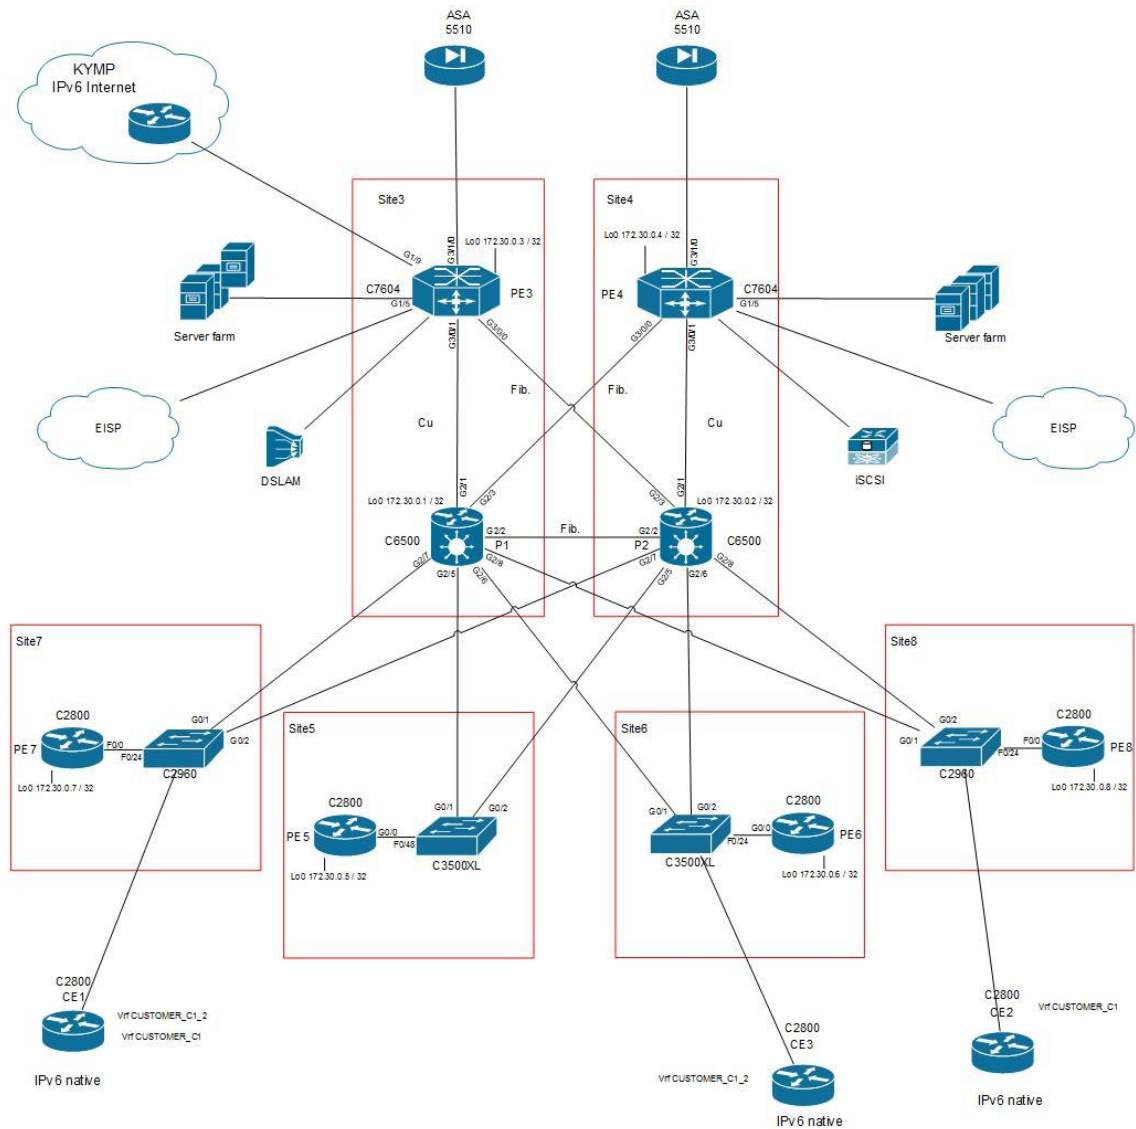 ASA
5510
ASA
5510
KYMP
IPv6 Internet
Site3
Site4
Lo0 172.30.0.3 / 32
Lo0 172.30.0.4 / 32
G1/9
G3/1/0
G3/1/0
C7604
G1/5
PE3
PE4
C7604
G1/5
Server farm
Server farm
G3/0/1
G3/0/0
G3/0/0
G3/0/1
Fib.
Fib.
Cu
Cu
EISP
EISP
DSLAM
iSCSI
G2/1
G2/3
G2/3
G2/1
Lo0 172.30.0.1 / 32
Lo0 172.30.0.2 / 32
C6500
G2/2
Fib.
G2/2
C6500
P1
P2
G2/7
G2/5
G2/6
G2/8
G2/7
G2/5
G2/6
G2/8
Site7
Site8
C2800
G0/1
G0/2
PE7
F0/0
F0/24
C2960
Lo0 172.30.0.7 / 32
Site5
Site6
G0/2
G0/1
C2800
F0/0
F0/24
PE8
C2960
Lo0 172.30.0.8 / 32
C2800
G0/1
G0/2
PE5
G0/0
F0/48
C3500XL
Lo0 172.30.0.5 / 32
G0/1
G0/2
C2800
G0/0
F0/24
PE6
C3500XL
Lo0 172.30.0.6 / 32
C2800
CE1
Vrf CUSTOMER_C1_2
Vrf CUSTOMER_C1
IPv6 native
C2800
CE2
Vrf CUSTOMER_C1
IPv6 native
C2800
CE3
Vrf CUSTOMER_C1_2
IPv6 native